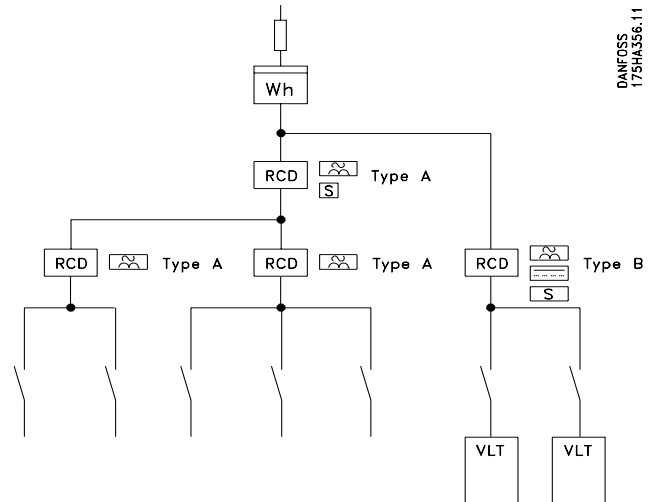 DANFOSS
175HA356.11
Wh
RCD
Type A
S
RCD
Type A
RCD
Type A
RCD
Type B
S
VLT
VLT